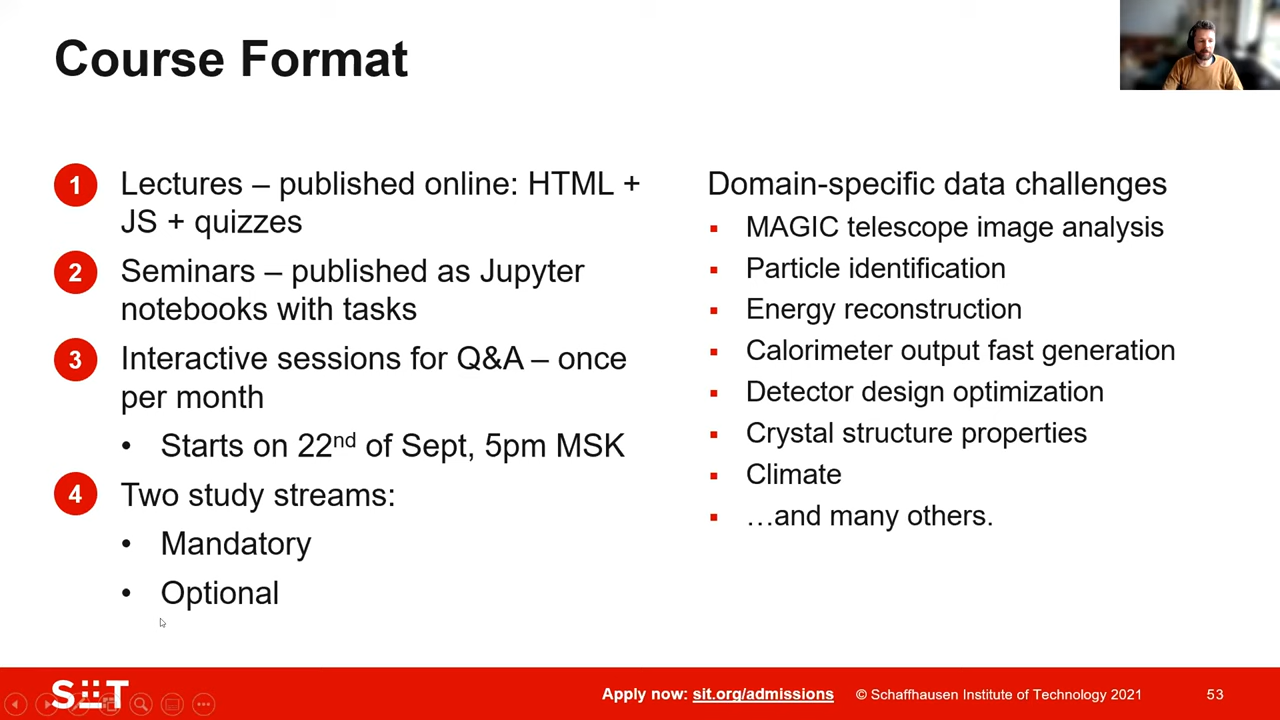 Course Format
1
Lectures – published online: HTML +
JS + quizzes
2
Seminars – published as Jupyter
notebooks with tasks
3
Interactive sessions for Q&A – once
per month
• Starts on 22nd of Sept, 5pm MSK
4
Two study streams:
• Mandatory
• Optional
Domain-specific data challenges
▪ MAGIC telescope image analysis
▪ Particle identification
▪ Energy reconstruction
▪ Calorimeter output fast generation
▪ Detector design optimization
▪ Crystal structure properties
▪ Climate
▪ …and many others.
SIT
Apply now: sit.org/admissions
© Schaffhausen Institute of Technology 2021
53